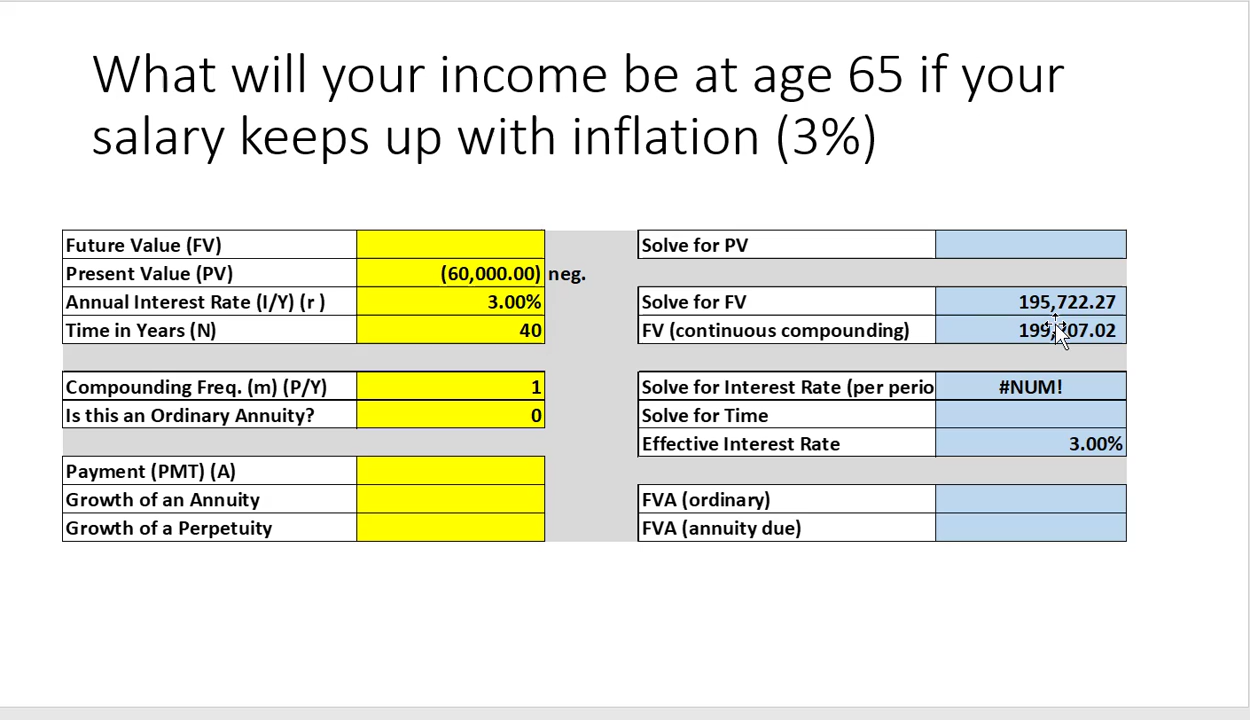 What will your income be at age 65 if your
salary keeps up with inflation (3%)
Future Value (FV)
Present Value (PV) (60,000.00) neg.
Annual Interest Rate (I/Y) (r ) 3.00%
Time in Years (N) 40
Compounding Freq. (m) (P/Y) 1
Is this an Ordinary Annuity? 0
Payment (PMT) (A)
Growth of an Annuity
Growth of a Perpetuity
Solve for PV
Solve for FV 195,722.27
FV (continuous compounding)
Solve for Interest Rate (per perio #NUM!
Solve for Time
Effective Interest Rate 3.00%
FVA (ordinary)
FVA (annuity due)